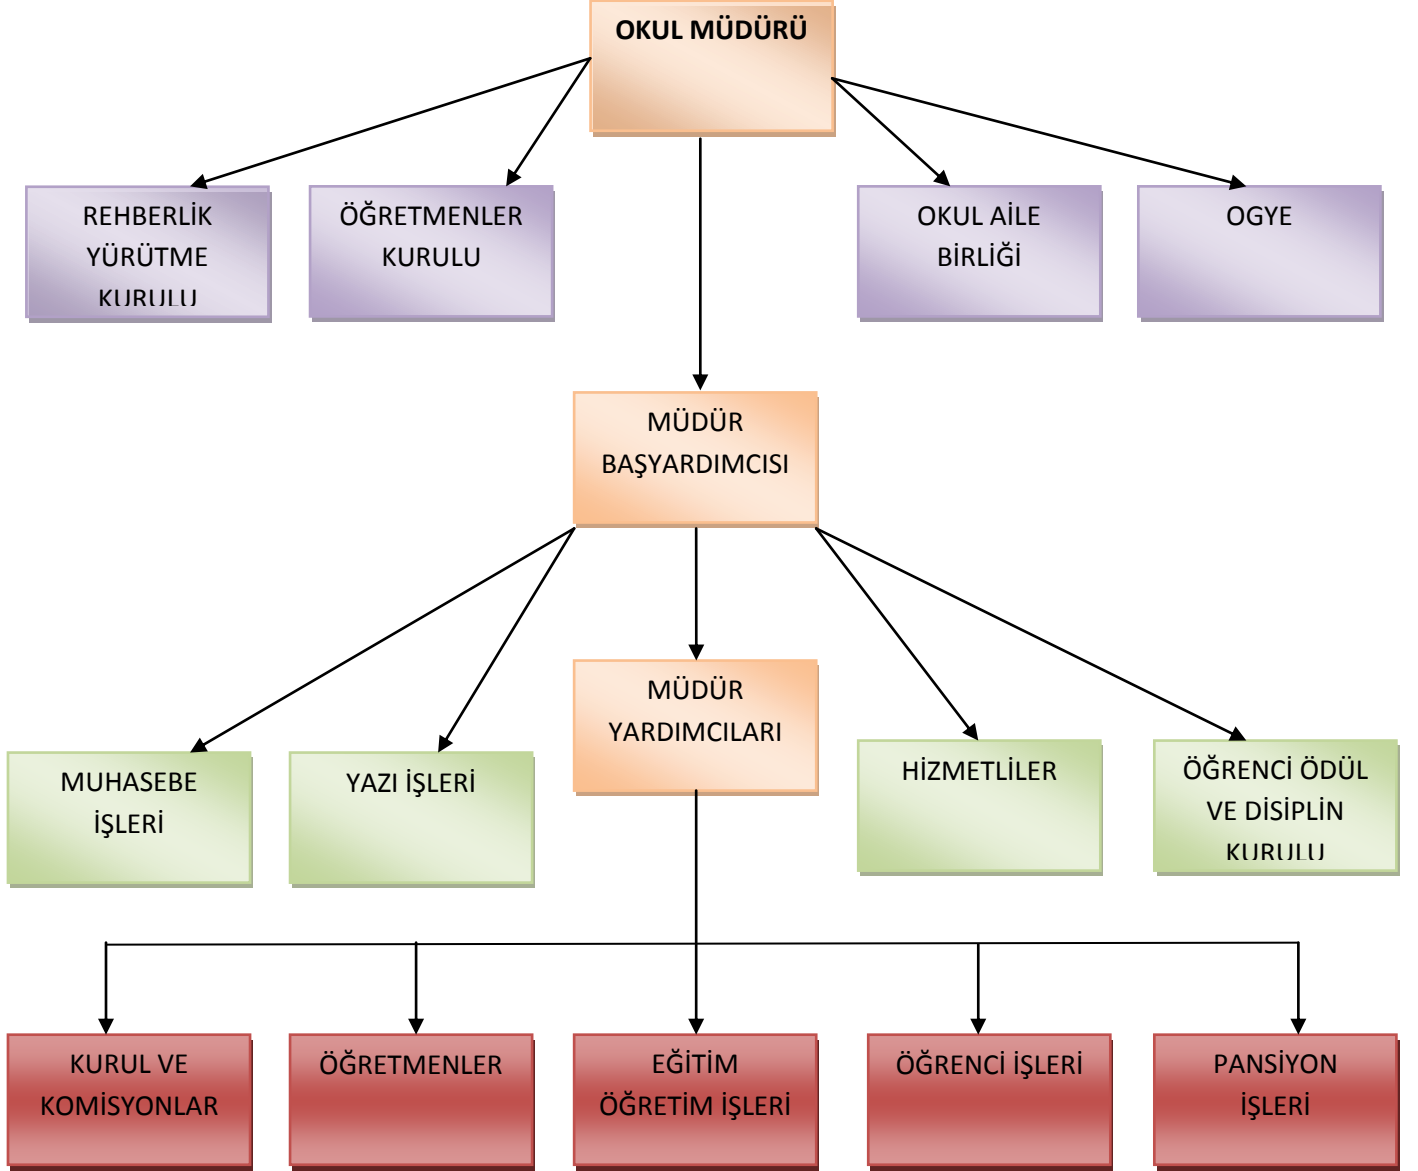 OKUL MÜDÜRÜ
REHBERLİK
YÜRÜTME
KURULU
ÖĞRETMENLER
KURULU
OKUL AİLE
BİRLİĞİ
OGYE
MÜDÜR
BAŞYARDIMCISI
MÜDÜR
YARDIMCILARI
MUHASEBE
İŞLERİ
YAZI İŞLERİ
HİZMETLİLER
ÖĞRENCİ ÖDÜL
VE DİSİPLİN
KURULU
KURUL VE
KOMİSYONLAR
ÖĞRETMENLER
EĞİTİM
ÖĞRETİM İŞLERİ
ÖĞRENCİ İŞLERİ
PANSİYON
İŞLERİ